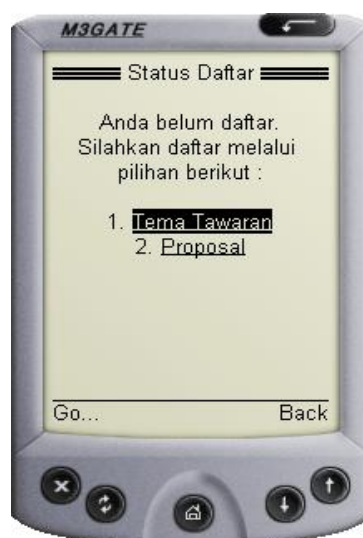 M3GATE
Status Daftar
Anda belum daftar.
Silahkan daftar melalui
pilihan berikut :
1. Tema Tawaran
2. Proposal
Go... Back